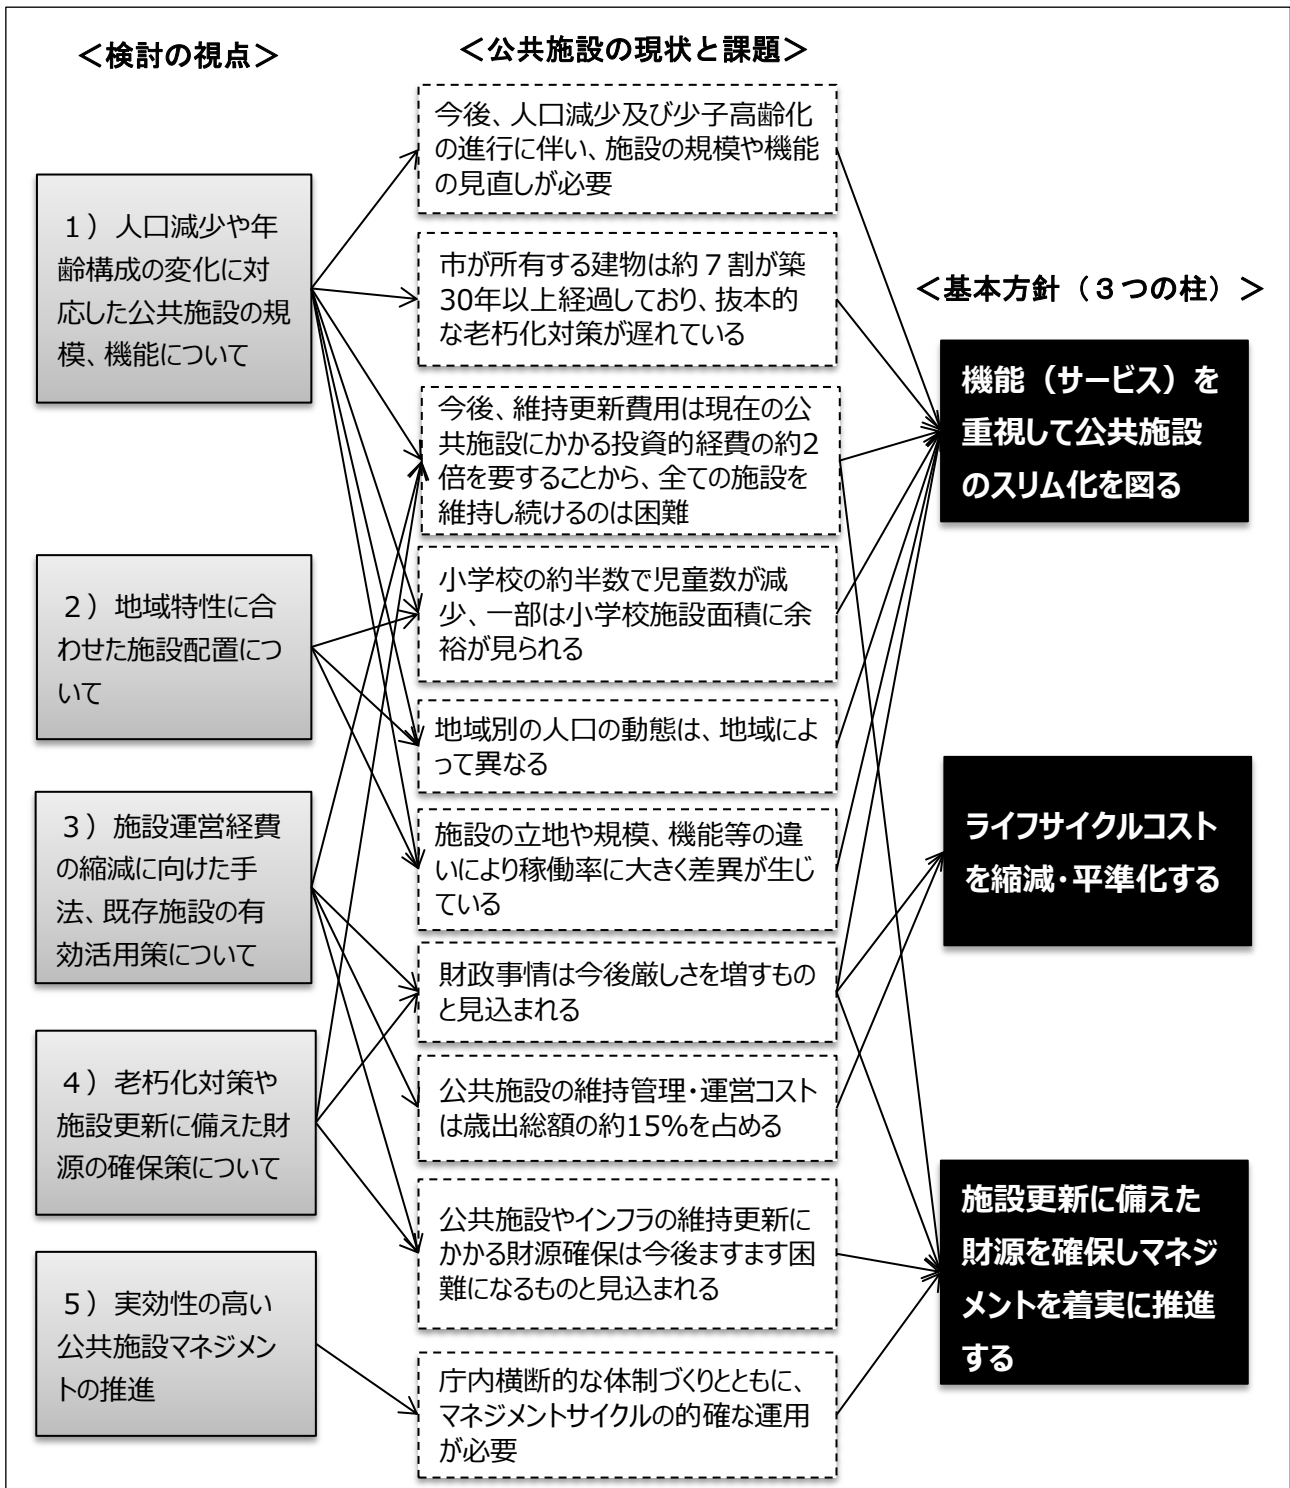 ＜検討の視点＞
１）人口減少や年
齢構成の変化に対
応した公共施設の規
模、機能について
２）地域特性に合
わせた施設配置につ
いて
３）施設運営経費
の縮減に向けた手
法、既存施設の有
効活用策について
４）老朽化対策や
施設更新に備えた財
源の確保策について
５）実効性の高い
公共施設マネジメン
トの推進
＜公共施設の現状と課題＞
今後、人口減少及び少子高齢化
の進行に伴い、施設の規模や機能
の見直しが必要
市が所有する建物は約７割が築
30年以上経過しており、抜本的
な老朽化対策が遅れている
今後、維持更新費用は現在の公
共施設にかかる投資的経費の約2
倍を要することから、全ての施設を
維持し続けるのは困難
小学校の約半数で児童数が減
少、一部は小学校施設面積に余
裕が見られる
地域別の人口の動態は、地域によ
って異なる
施設の立地や規模、機能等の違
いにより稼働率に大きく差異が生じ
ている
財政事情は今後厳しさを増すもの
と見込まれる
公共施設の維持管理・運営コスト
は歳出総額の約15%を占める
公共施設やインフラの維持更新に
かかる財源確保は今後ますます困
難になるものと見込まれる
庁内横断的な体制づくりとともに、
マネジメントサイクルの的確な運用
が必要
＜基本方針（３つの柱）＞
機能（サービス）を
重視して公共施設
のスリム化を図る
ライフサイクルコスト
を縮減・平準化する
施設更新に備えた
財源を確保しマネジ
メントを着実に推進
する